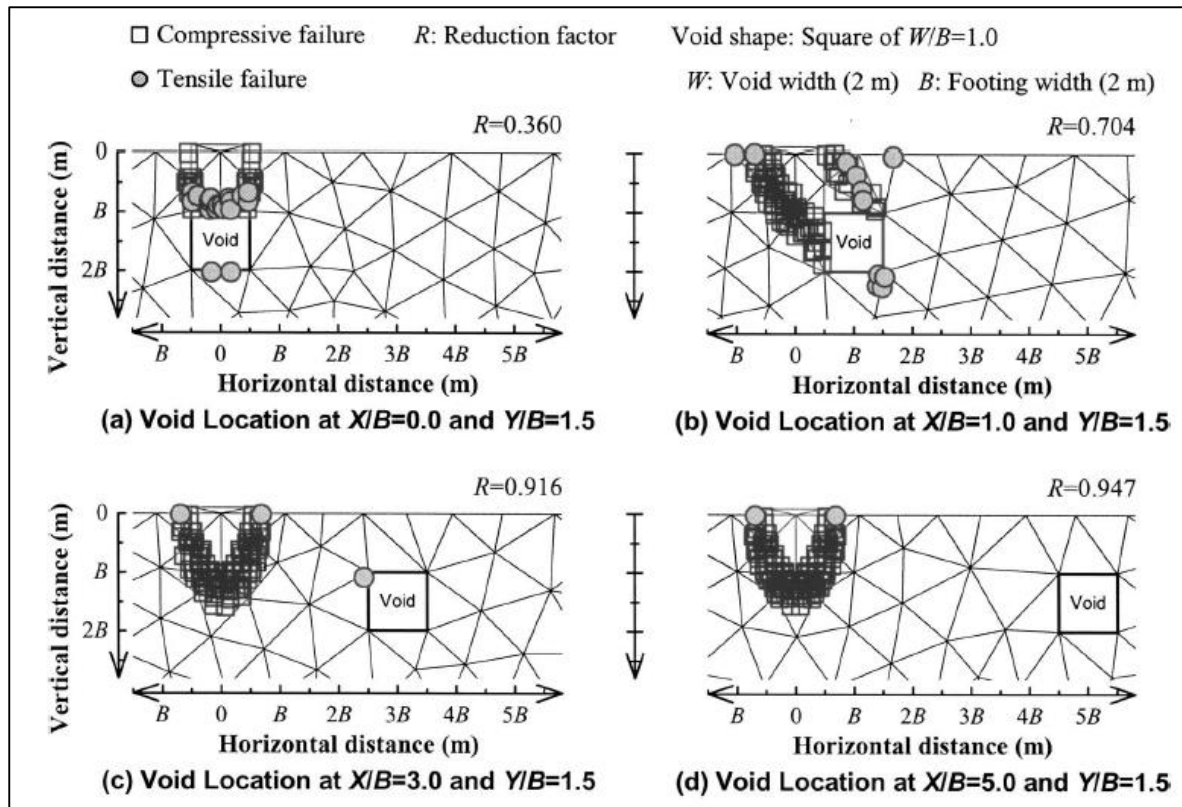 □ Compressive failure R: Reduction factor Void shape: Square of W/B=1.0
Tensile failure W: Void width (2 m) B: Footing width (2 m)
R=0.360
Vertical distance (m)
0
B
2B
Void
B 0 B 2B 3B 4B 5B
Horizontal distance (m)
(a) Void Location at X/B=0.0 and Y/B=1.5
R=0.704
Void
B 0 B 2B 3B 4B 5B
Horizontal distance (m)
(b) Void Location at X/B=1.0 and Y/B=1.5
R=0.916
Vertical distance (m)
0
B
2B
Void
B 0 B 2B 3B 4B 5B
Horizontal distance (m)
(c) Void Location at X/B=3.0 and Y/B=1.5
R=0.947
Void
B 0 B 2B 3B 4B 5B
Horizontal distance (m)
(d) Void Location at X/B=5.0 and Y/B=1.5